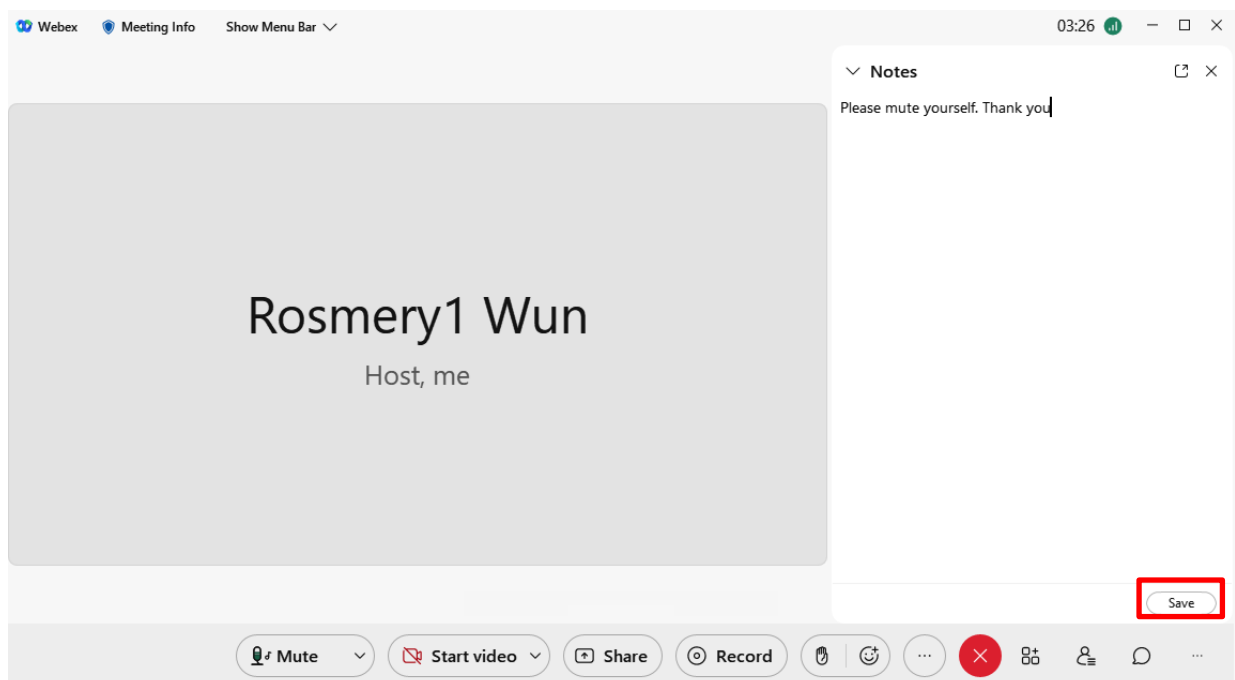 Webex Meeting Info Show Menu Bar 03:26
Notes
Please mute yourself. Thank you
Rosmery1 Wun
Host, me
Save
Mute Start video Share Record